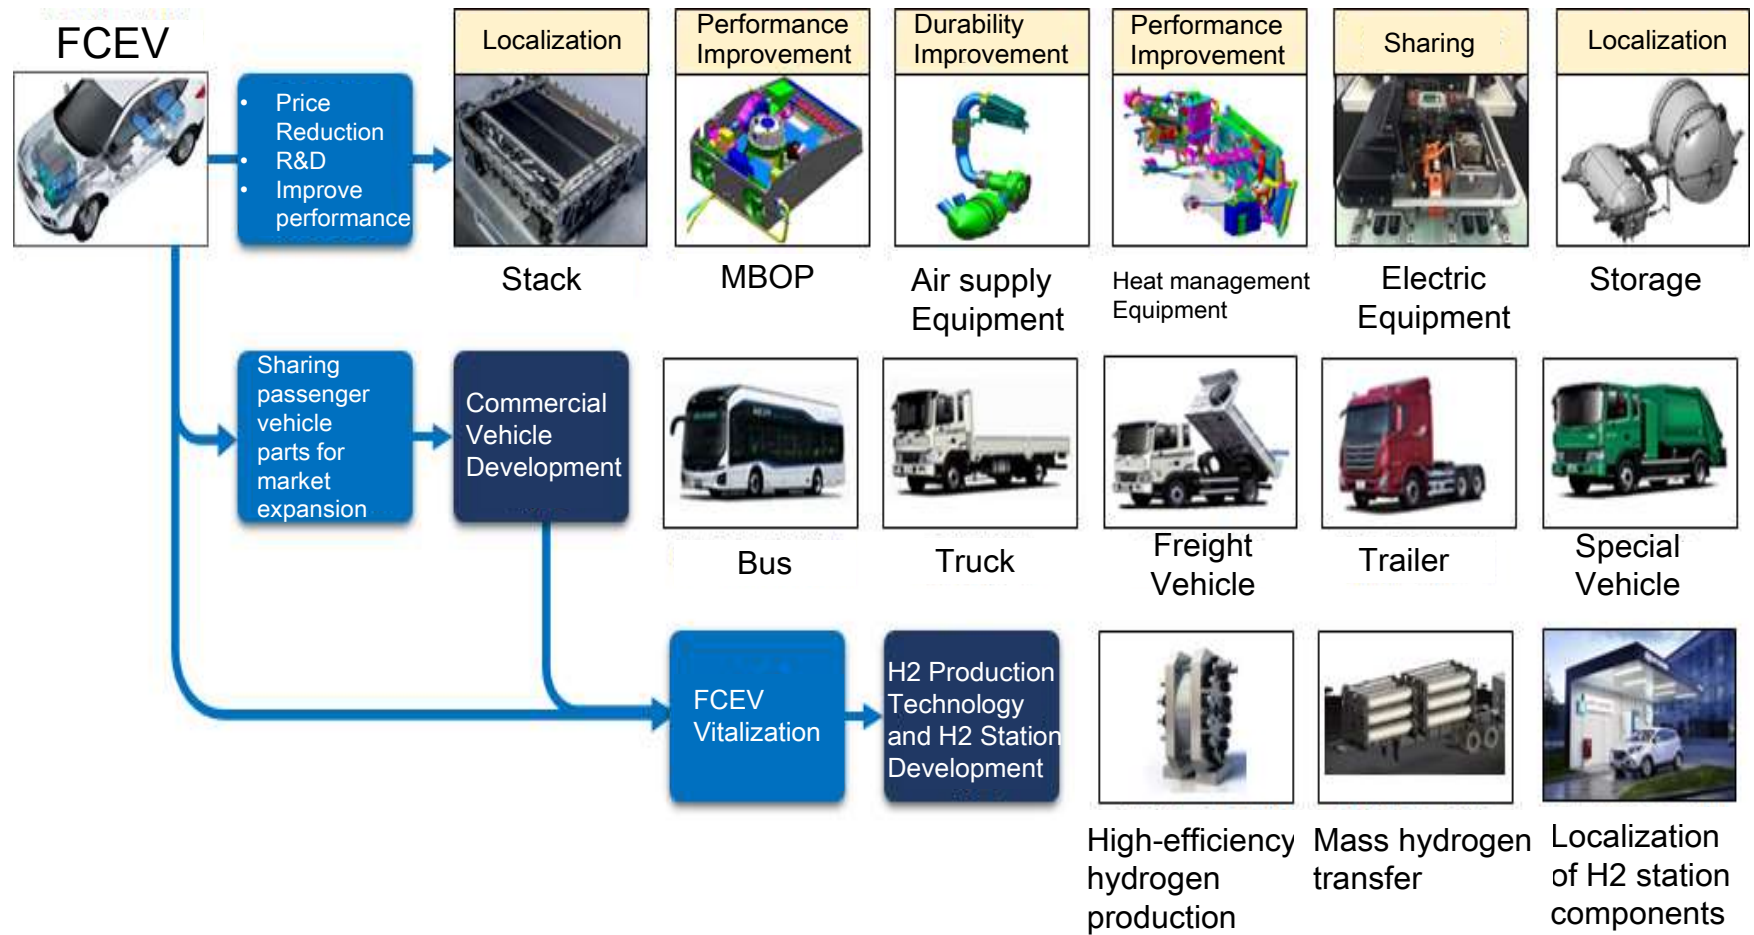 FCEV
• Price
Reduction
• R&D
• Improve
performance
Localization
Performance
Improvement
Durability
Improvement
Performance
Improvement
Sharing
Localization
Stack
MBOP
Air supply
Equipment
Heat management
Equipment
Electric
Equipment
Storage
Sharing
passenger
vehicle
parts for
market
expansion
Commercial
Vehicle
Development
Bus
Truck
Freight
Vehicle
Trailer
Special
Vehicle
FCEV
Vitalization
H2 Production
Technology
and H2 Station
Development
High-efficiency
hydrogen
production
Mass hydrogen
transfer
Localization
of H2 station
components